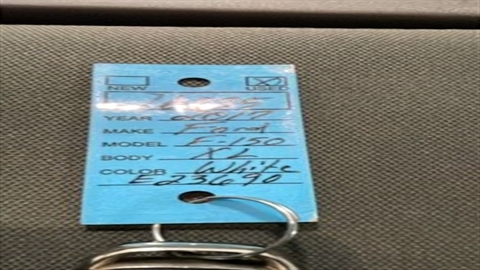 NEW USED
YEAR 2017
MAKE Ford
MODEL F-150
BODY XL
COLOR White
E23690